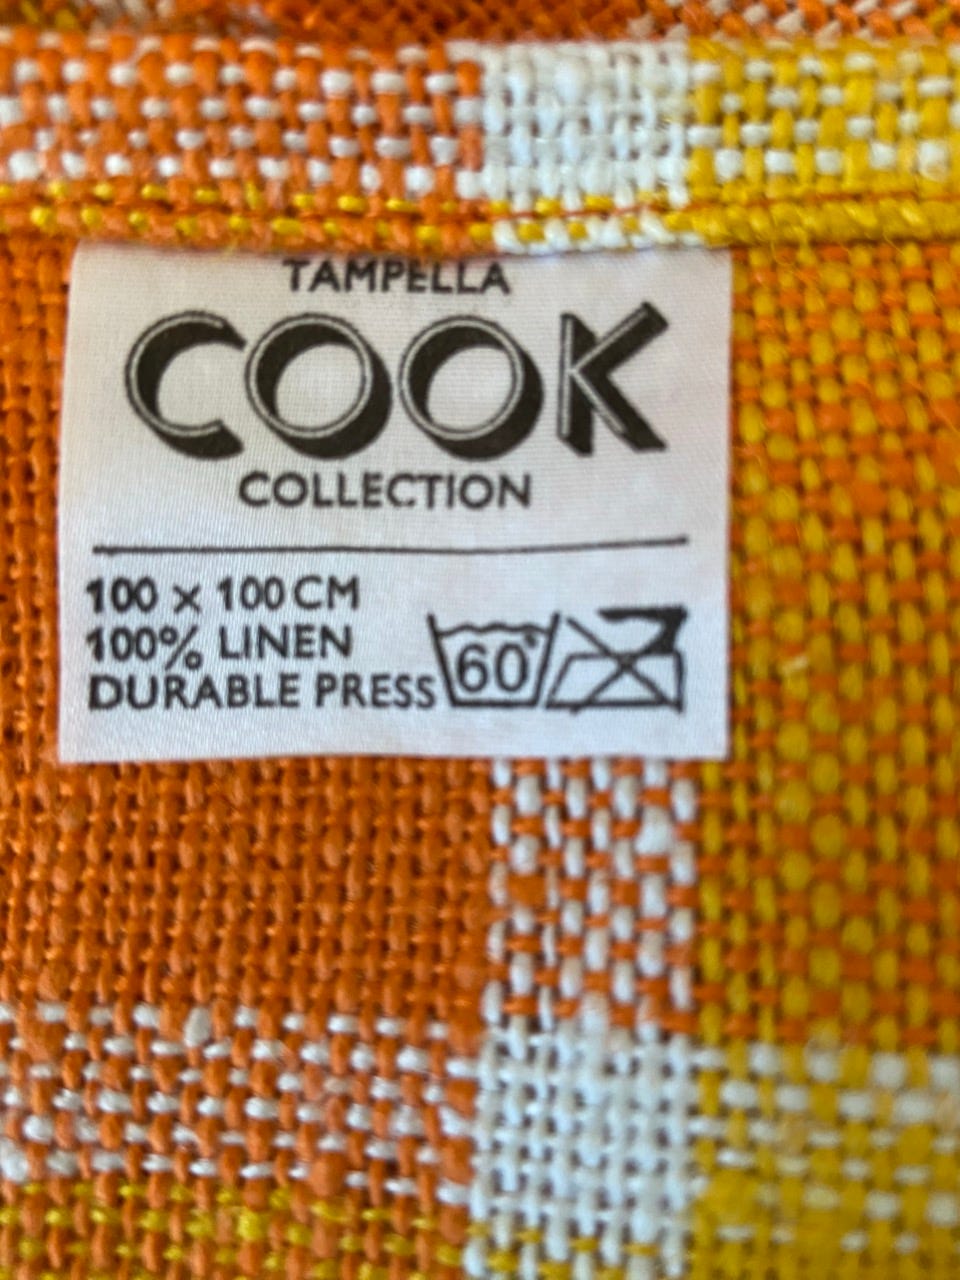 TAMPELLA
COOK
COLLECTION
100 x 100 CM
100% LINEN
DURABLE PRESS
60°